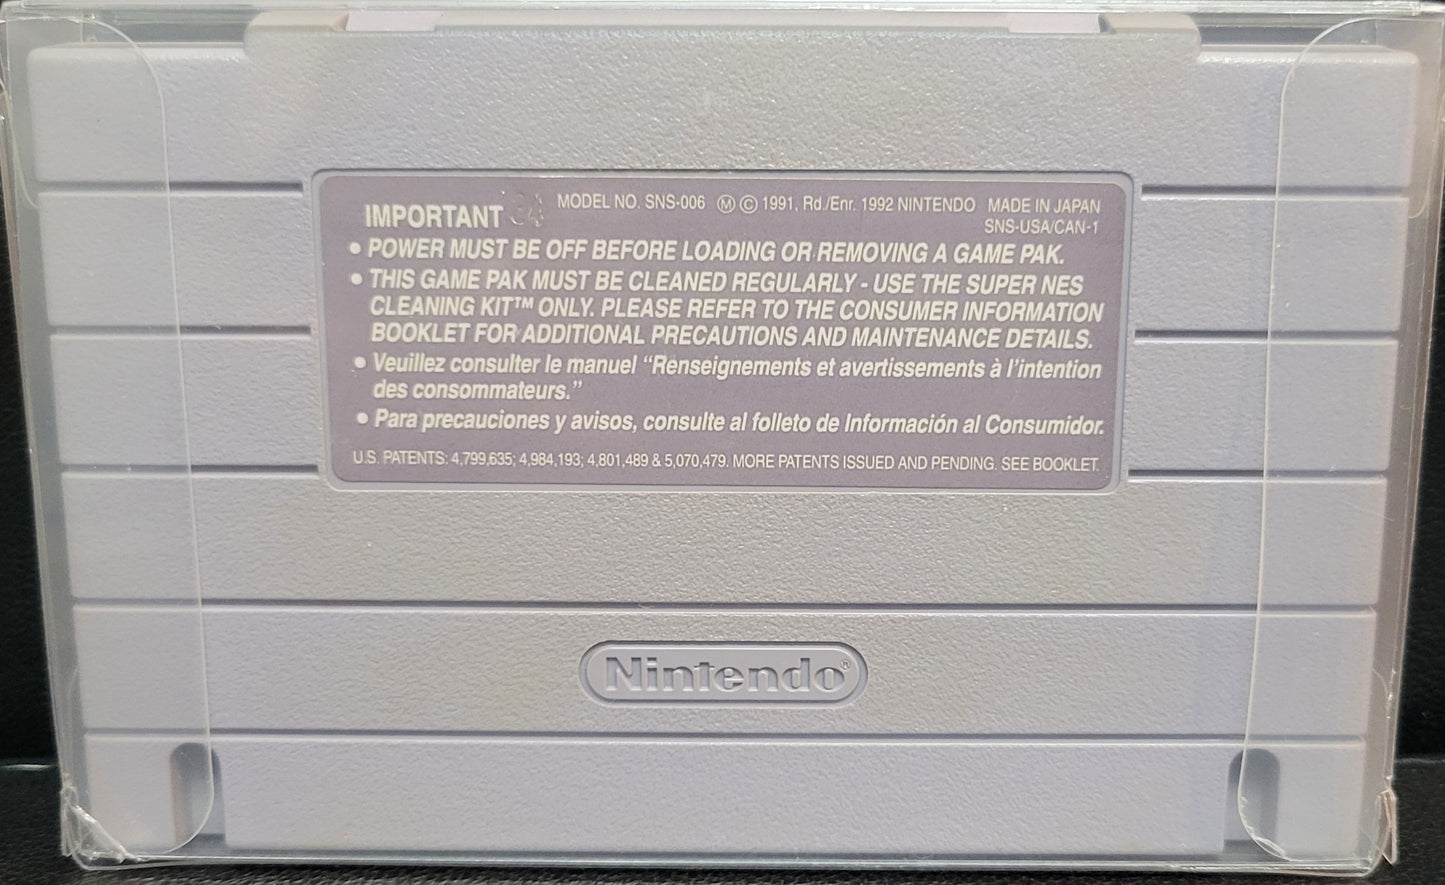 IMPORTANT MODEL NO. SNS-006 Ⓜ © 1991, Rd./Enr. 1992 NINTENDO MADE IN JAPAN
SNS-USA/CAN-1
• POWER MUST BE OFF BEFORE LOADING OR REMOVING A GAME PAK.
• THIS GAME PAK MUST BE CLEANED REGULARLY - USE THE SUPER NES
CLEANING KIT™ ONLY. PLEASE REFER TO THE CONSUMER INFORMATION
BOOKLET FOR ADDITIONAL PRECAUTIONS AND MAINTENANCE DETAILS.
• Veuillez consulter le manuel “Renseignements et avertissements à l’intention
des consommateurs.”
• Para precauciones y avisos, consulte al folleto de Información al Consumidor.
U.S. PATENTS: 4,799,635; 4,984,193; 4,801,489 & 5,070,479. MORE PATENTS ISSUED AND PENDING. SEE BOOKLET.
Nintendo®